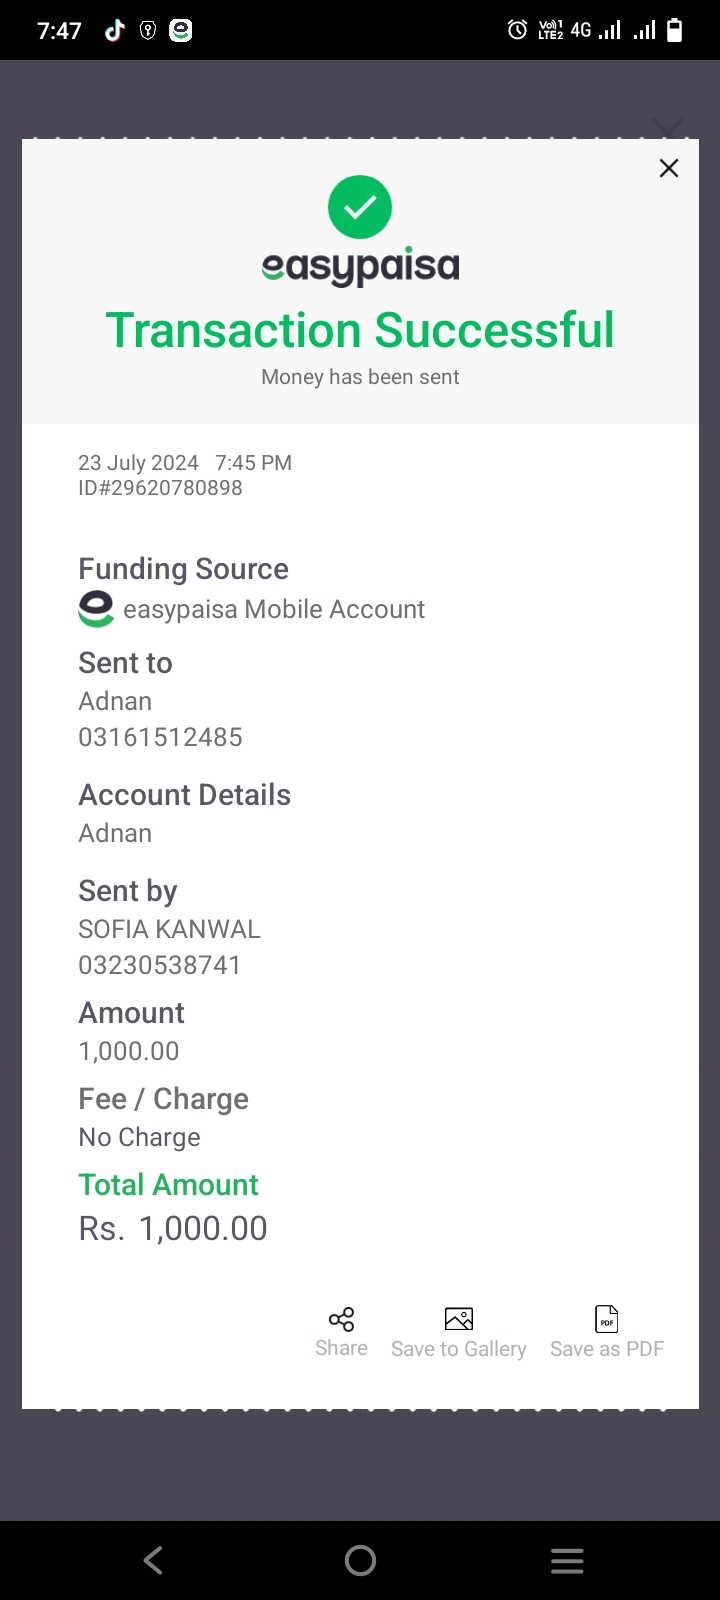 7:47
Vo))1 LTE2 4G
easypaisa
Transaction Successful
Money has been sent
23 July 2024 7:45 PM
ID#29620780898
Funding Source
easypaisa Mobile Account
Sent to
Adnan
03161512485
Account Details
Adnan
Sent by
SOFIA KANWAL
03230538741
Amount
1,000.00
Fee / Charge
No Charge
Total Amount
Rs. 1,000.00
PDF
Share Save to Gallery Save as PDF